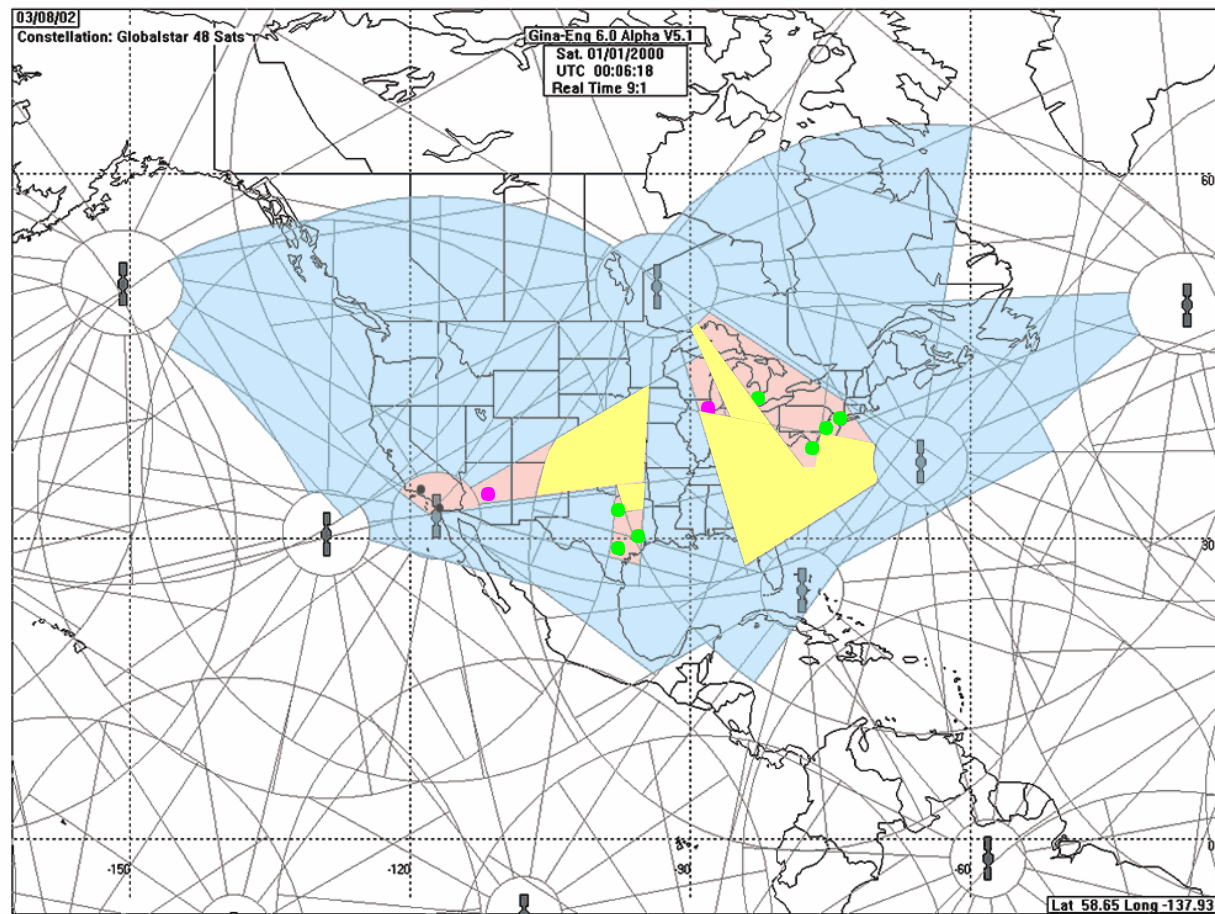 03/08/02
Constellation: Globalstar 48 Sats
Gina-Eng 6.0 Alpha V5.1
Sat. 01/01/2000
UTC 00:06:18
Real Time 9:1
60
30
0
-150
-120
-90
-60
Lat 58.65 Long -137.93